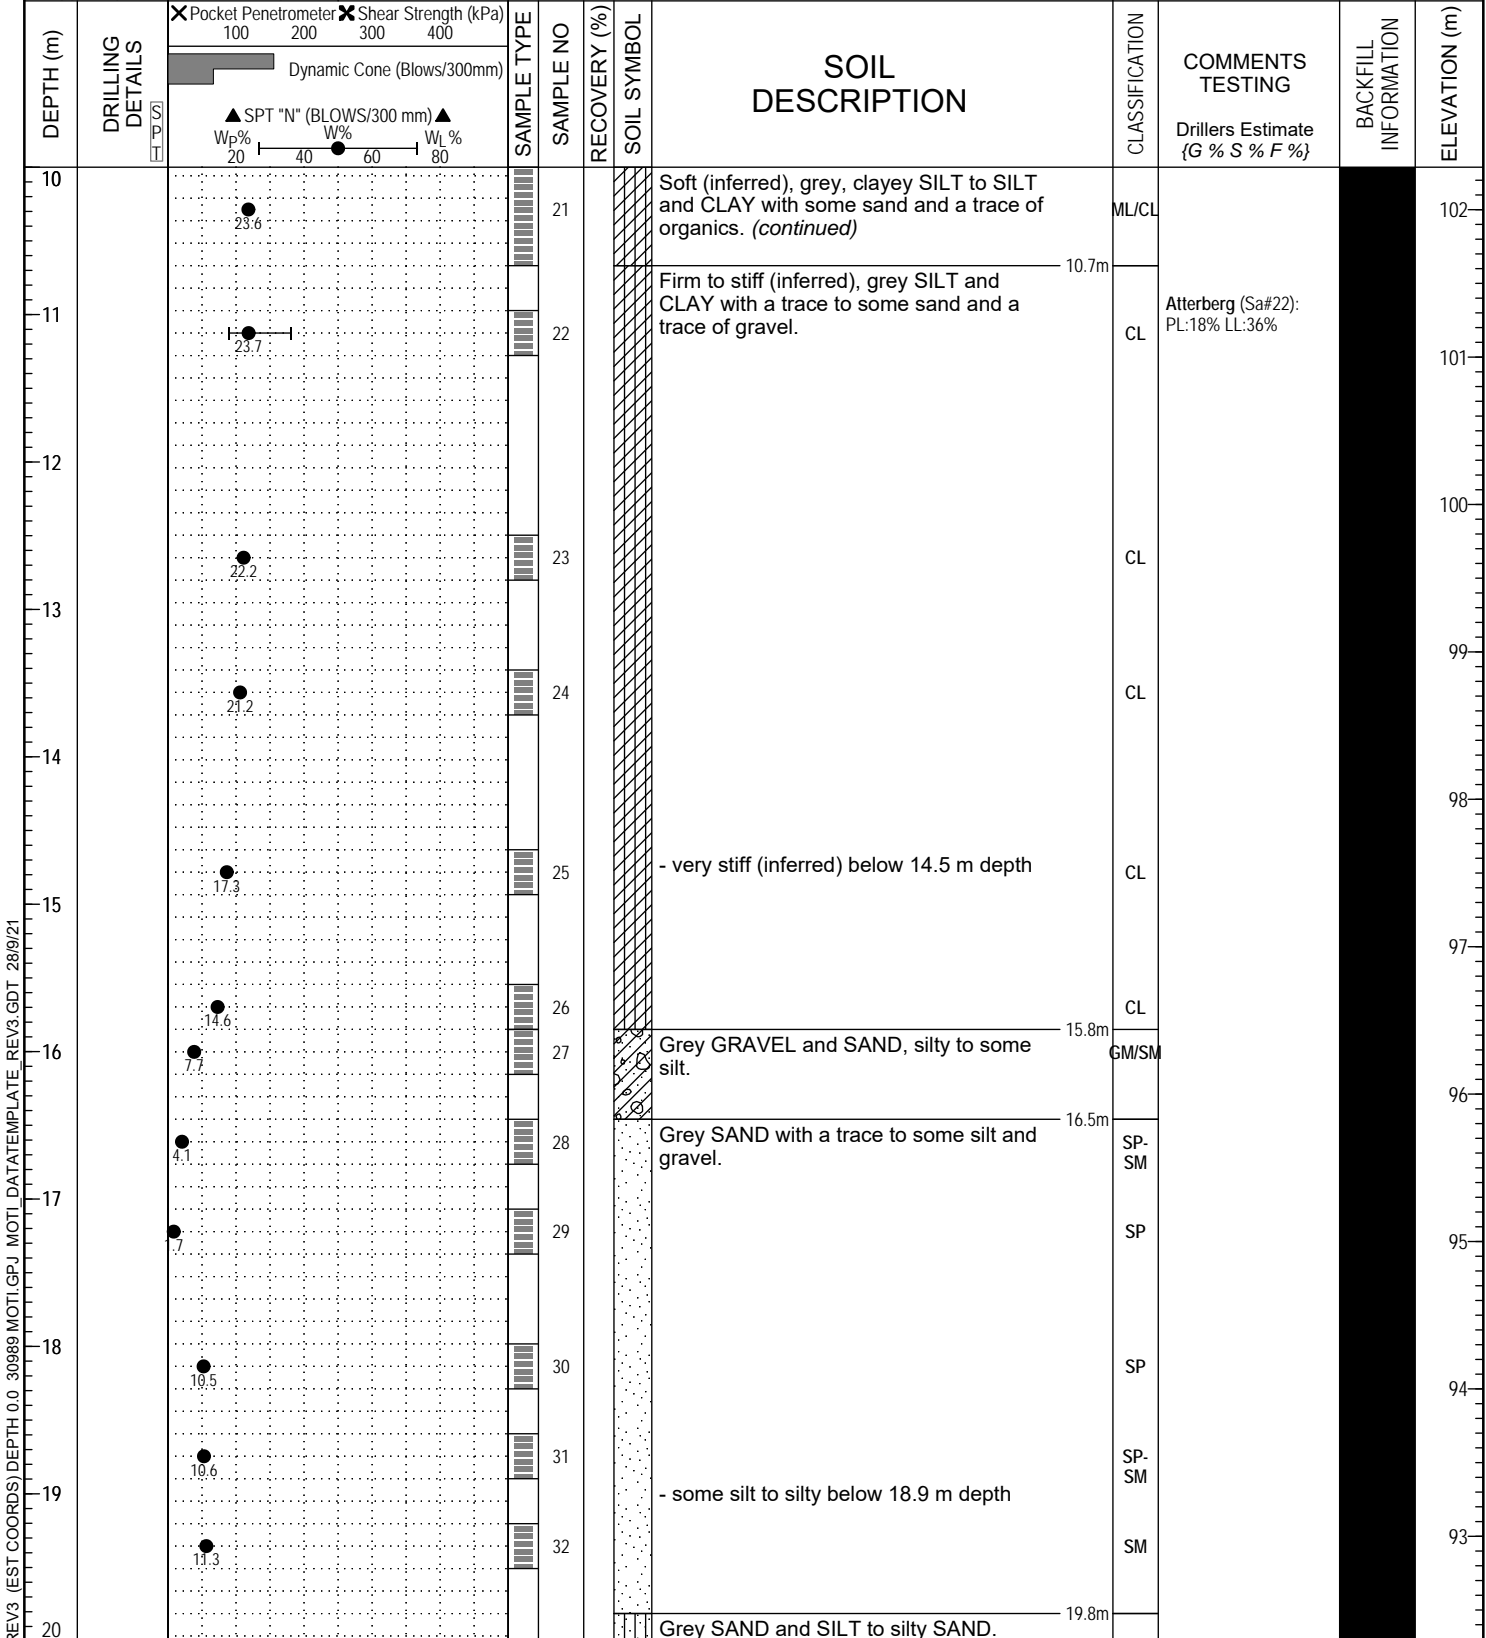 DEPTH (m)
DRILLING DETAILS
SPT
Pocket Penetrometer Shear Strength (kPa)
100 200 300 400
Dynamic Cone (Blows/300mm)
▲ SPT "N" (BLOWS/300 mm) ▲
WP% W% WL%
20 40 60 80
SAMPLE TYPE
SAMPLE NO
RECOVERY (%)
SOIL SYMBOL
SOIL DESCRIPTION
CLASSIFICATION
COMMENTS
TESTING
Drillers Estimate
{G % S % F %}
BACKFILL INFORMATION
ELEVATION (m)
10
Soft (inferred), grey, clayey SILT to SILT
and CLAY with some sand and a trace of
organics. (continued)
23.6
21
ML/CL
102
10.7m
Firm to stiff (inferred), grey SILT and
CLAY with a trace to some sand and a
trace of gravel.
11
23.7
22
CL
Atterberg (Sa#22):
PL:18% LL:36%
101
12
100
22.2
23
CL
13
99
21.2
24
CL
14
98
- very stiff (inferred) below 14.5 m depth
17.3
25
CL
15
97
14.6
26
CL
15.8m
16
7.7
27
Grey GRAVEL and SAND, silty to some
silt.
GM/SM
96
16.5m
4.1
28
Grey SAND with a trace to some silt and
gravel.
SP-
SM
17
.7
29
SP
95
18
10.5
30
SP
94
10.6
31
SP-
SM
19
- some silt to silty below 18.9 m depth
11.3
32
SM
93
19.8m
20
Grey SAND and SILT to silty SAND.
REV3 (EST COORDS) DEPTH 0.0 30989 MOTI.GPJ MOTI_DATATEMPLATE_REV3.GDT 28/9/21